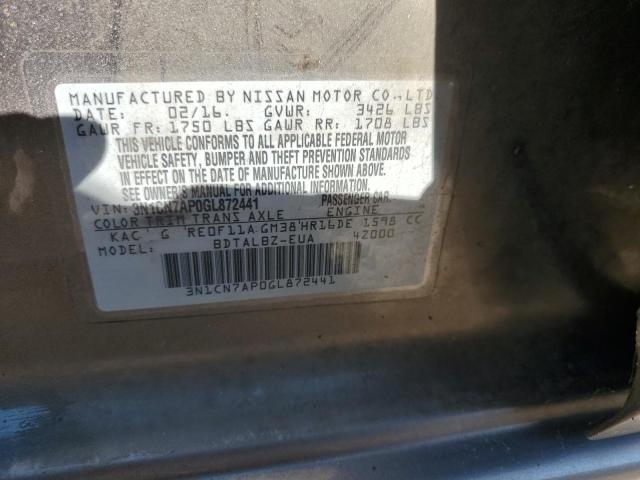 MANUFACTURED BY NISSAN MOTOR CO.,LTD
DATE: 02/16. GVWR: 3426 LBS
GAWR FR: 1750 LBS GAWR RR: 1708 LBS
THIS VEHICLE CONFORMS TO ALL APPLICABLE FEDERAL MOTOR
VEHICLE SAFETY, BUMPER AND THEFT PREVENTION STANDARDS
IN EFFECT ON THE DATE OF MANUFACTURE SHOWN ABOVE.
SEE OWNER'S MANUAL FOR ADDITIONAL INFORMATION.
VIN: 3N1CN7AP0GL872441 PASSENGER CAR.
COLOR TRIM TRANS AXLE ENGINE
KAC G RE0F11A GM38 HR16DE 1598 CC
MODEL: BDTALBZ-EUA 42000
3N1CN7AP0GL872441